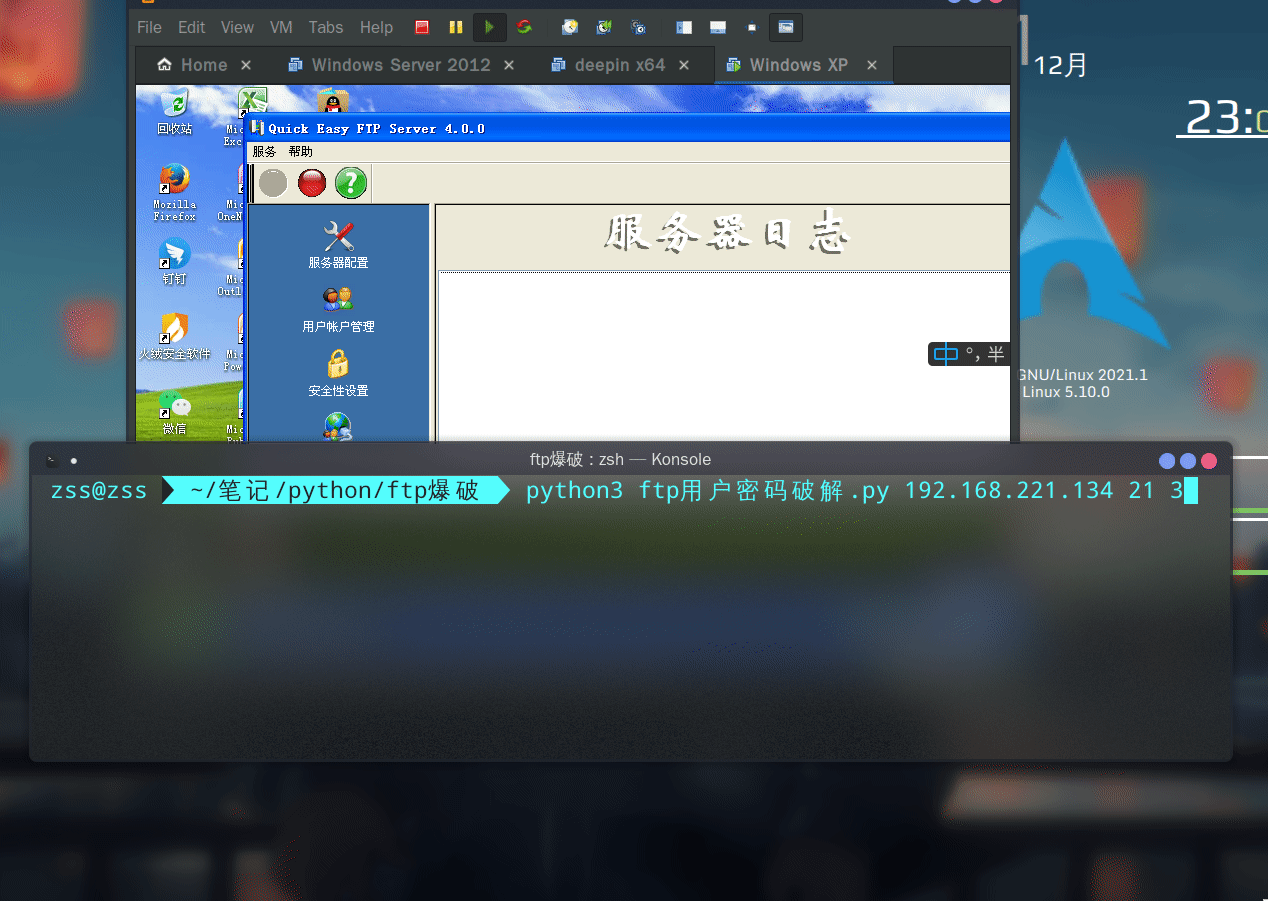 File Edit View VM Tabs Help
Home × Windows Server 2012 × deepin x64 × Windows XP ×
12月
23:
回收站
Mic
Exc
Quick Easy FTP Server 4.0.0
服务 帮助
Mozilla
Firefox
Mi
OneN
服务器日志
服务器配置
钉钉
Mic
Outl
用户帐户管理
火绒安全软件
Mic
Pow
中 °, 半
安全性设置
GNU/Linux 2021.1
Linux 5.10.0
微信
Mic
ftp爆破 : zsh — Konsole
zss@zss ~/笔记/python/ftp爆破 python3 ftp用户密码破解.py 192.168.221.134 21 3